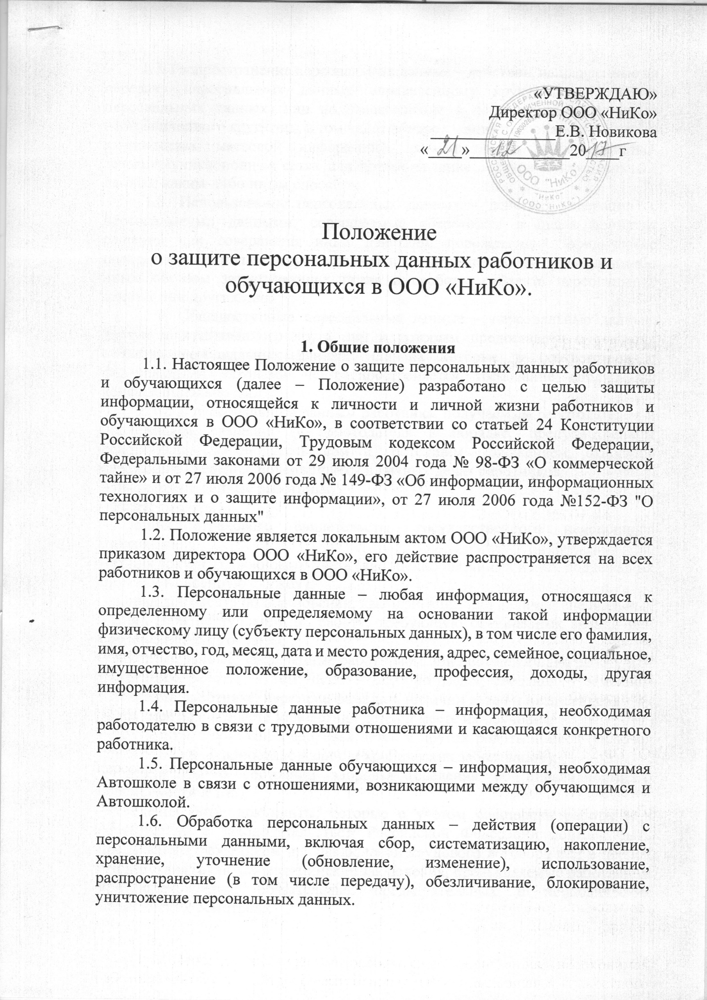 «УТВЕРЖДАЮ»
Директор ООО «НиКо»
_______________Е.В. Новикова
«21»____12____2017 г
ООО "НиКо"
"НиКо"
(ООО "НиКо")
Положение
о защите персональных данных работников и
обучающихся в ООО «НиКо».
1. Общие положения
1.1. Настоящее Положение о защите персональных данных работников
и обучающихся (далее – Положение) разработано с целью защиты
информации, относящейся к личности и личной жизни работников и
обучающихся в ООО «НиКо», в соответствии со статьей 24 Конституции
Российской Федерации, Трудовым кодексом Российской Федерации,
Федеральными законами от 29 июля 2004 года № 98-ФЗ «О коммерческой
тайне» и от 27 июля 2006 года № 149-ФЗ «Об информации, информационных
технологиях и о защите информации», от 27 июля 2006 года №152-ФЗ "О
персональных данных"
1.2. Положение является локальным актом ООО «НиКо», утверждается
приказом директора ООО «НиКо», его действие распространяется на всех
работников и обучающихся в ООО «НиКо».
1.3. Персональные данные – любая информация, относящаяся к
определенному или определяемому на основании такой информации
физическому лицу (субъекту персональных данных), в том числе его фамилия,
имя, отчество, год, месяц, дата и место рождения, адрес, семейное, социальное,
имущественное положение, образование, профессия, доходы, другая
информация.
1.4. Персональные данные работника – информация, необходимая
работодателю в связи с трудовыми отношениями и касающаяся конкретного
работника.
1.5. Персональные данные обучающихся – информация, необходимая
Автошколе в связи с отношениями, возникающими между обучающимся и
Автошколой.
1.6. Обработка персональных данных – действия (операции) с
персональными данными, включая сбор, систематизацию, накопление,
хранение, уточнение (обновление, изменение), использование,
распространение (в том числе передачу), обезличивание, блокирование,
уничтожение персональных данных.